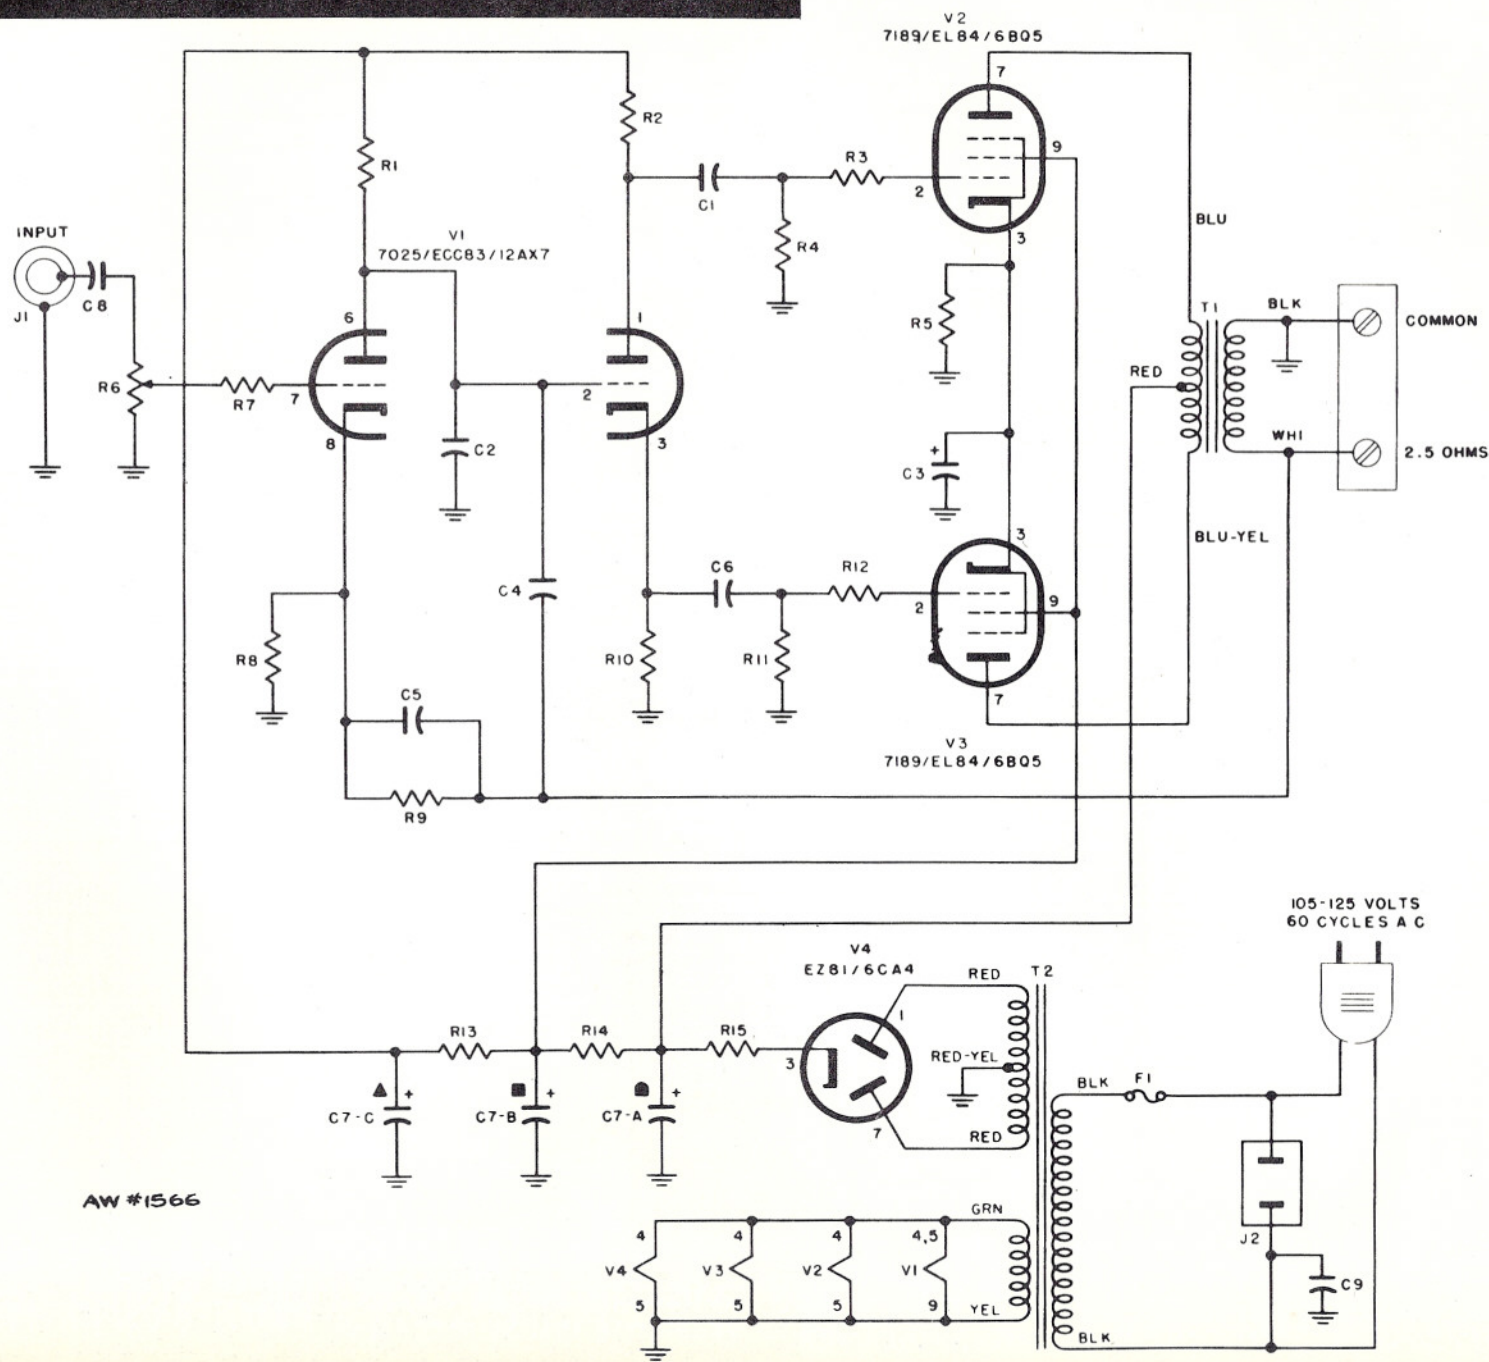 V2
7189/EL84/6BQ5
7
R2
R1
R3
9
C1
2
R4
3
BLU
INPUT
V1
7025/ECC83/12AX7
C8
J1
6
1
R5
T1
BLK
COMMON
R6
R7
7
2
RED
8
3
C2
+
C3
WHI
2.5 OHMS
3
BLU-YEL
C4
C6
R12
2
9
R8
R10
R11
C5
7
R9
V3
7189/EL84/6BQ5
105-125 VOLTS
60 CYCLES A C
V4
EZ81/6CA4
RED
T2
1
R13
R14
R15
3
RED-YEL
+
+
+
C7-C
C7-B
C7-A
7
RED
BLK
F1
AW #1566
GRN
4
4
4
4,5
J2
V4
V3
V2
V1
C9
5
5
5
9
YEL
BLK